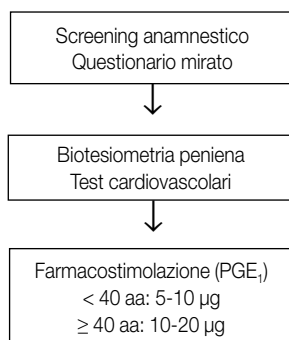 Screening anamnestico
Questionario mirato
Biotesiometria peniena
Test cardiovascolari
Farmacostimolazione (PGE₁)
< 40 aa: 5-10 µg
≥ 40 aa: 10-20 µg